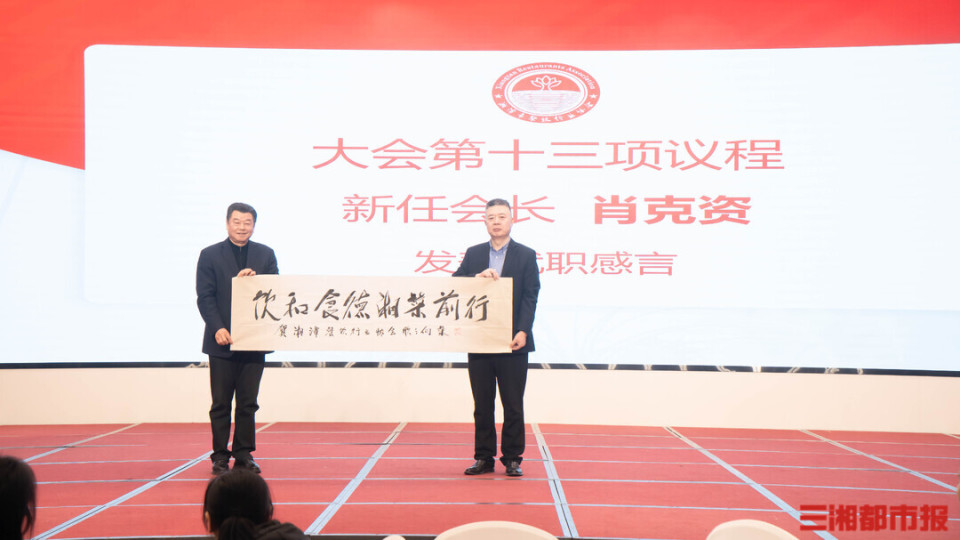 大会第十三项议程
新任会长 肖克资
发表就职感言
饮和食德湘菜前行
三湘都市报